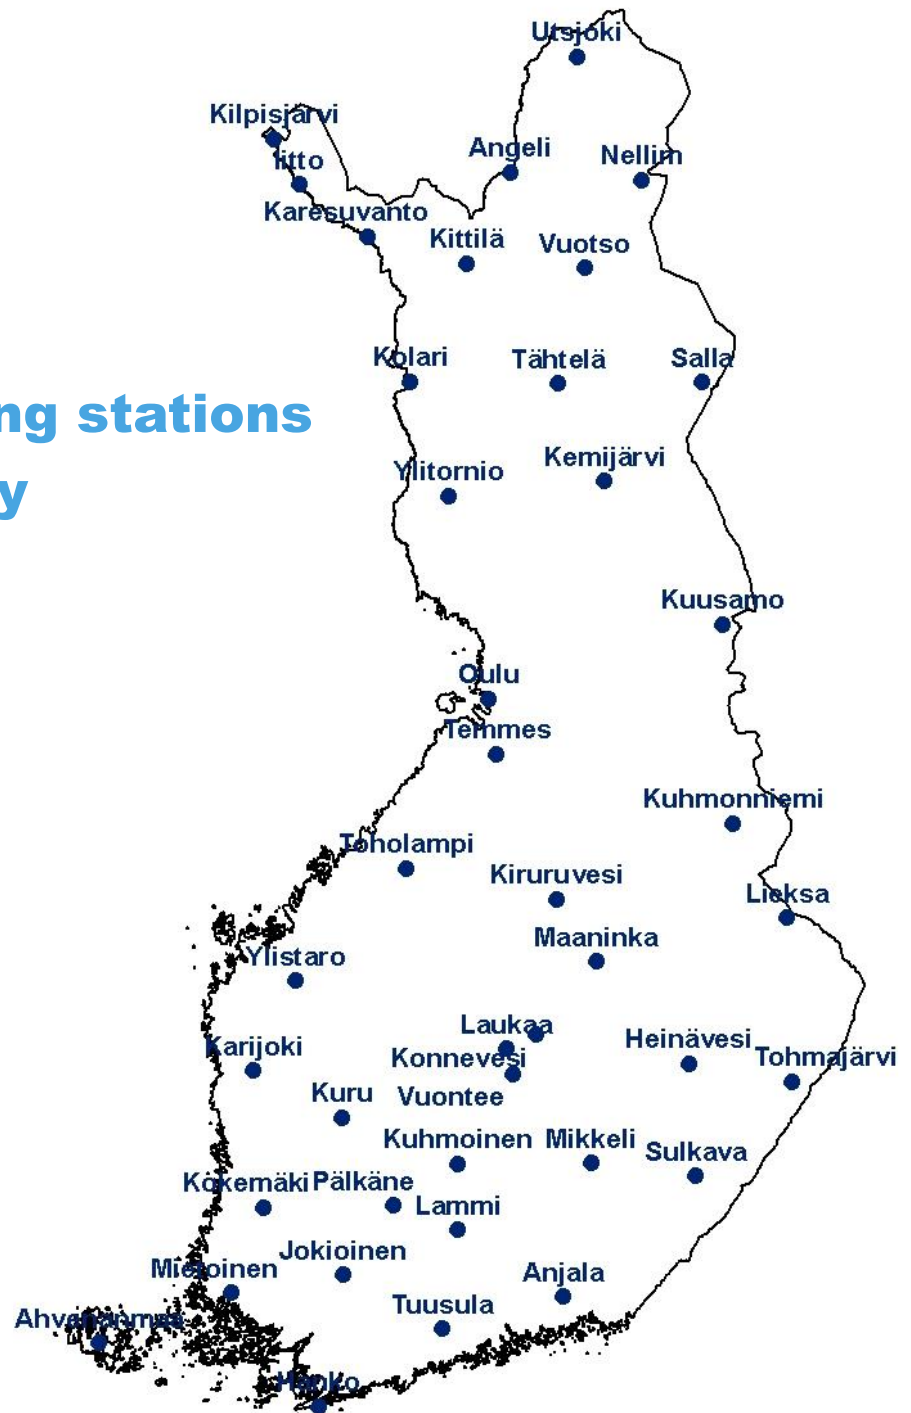 Utsjoki
Kilpisjärvi
Angeli
Nellim
Iitto
Karesuvanto
Kittilä
Vuotso
Kolari
Tähtelä
Salla
ng stations
Kemijärvi
Ylitornio
y
Kuusamo
Oulu
Temmes
Kuhmonniemi
Toholampi
Kiruruvesi
Lieksa
Maaninka
Ylistaro
Laukaa
Heinävesi
Karijoki
Konnevesi
Tohmajärvi
Kuru
Vuontee
Kuhmoinen
Mikkeli
Sulkava
Kokemäki
Pälkäne
Lammi
Jokioinen
Mietoinen
Anjala
Tuusula
Ahvenanmaa
Hanko